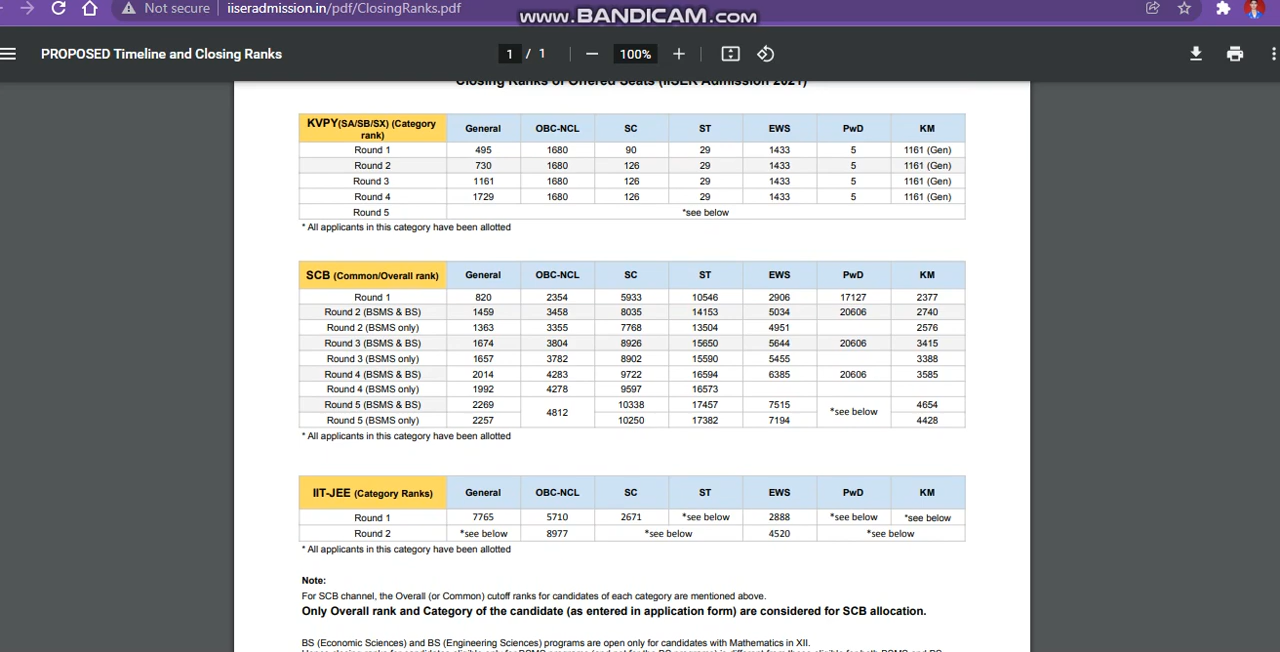 Not secure iiseradmission.in/pdf/ClosingRanks.pdf
www.BANDICAM.com
PROPOSED Timeline and Closing Ranks 1 / 1 100%
Closing Ranks of Offered Seats (IISER Admission 2021)
KVPY(SA/SB/SX) (Category rank) General OBC-NCL SC ST EWS PwD KM
Round 1 495 1680 90 29 1433 5 1161 (Gen)
Round 2 730 1680 126 29 1433 5 1161 (Gen)
Round 3 1161 1680 126 29 1433 5 1161 (Gen)
Round 4 1729 1680 126 29 1433 5 1161 (Gen)
Round 5 *see below
* All applicants in this category have been allotted
SCB (Common/Overall rank) General OBC-NCL SC ST EWS PwD KM
Round 1 820 2354 5933 10546 2906 17127 2377
Round 2 (BSMS & BS) 1459 3458 8035 14153 5034 20606 2740
Round 2 (BSMS only) 1363 3355 7768 13504 4951 2576
Round 3 (BSMS & BS) 1674 3804 8926 15650 5644 20606 3415
Round 3 (BSMS only) 1657 3782 8902 15590 5455 3388
Round 4 (BSMS & BS) 2014 4283 9722 16594 6385 20606 3585
Round 4 (BSMS only) 1992 4278 9597 16573
Round 5 (BSMS & BS) 2269 4812 10338 17457 7515 *see below 4654
Round 5 (BSMS only) 2257 10250 17382 7194 4428
* All applicants in this category have been allotted
IIT-JEE (Category Ranks) General OBC-NCL SC ST EWS PwD KM
Round 1 7765 5710 2671 *see below 2888 *see below *see below
Round 2 *see below 8977 *see below 4520 *see below
* All applicants in this category have been allotted
Note:
For SCB channel, the Overall (or Common) cutoff ranks for candidates of each category are mentioned above.
Only Overall rank and Category of the candidate (as entered in application form) are considered for SCB allocation.
BS (Economic Sciences) and BS (Engineering Sciences) programs are open only for candidates with Mathematics in XII.